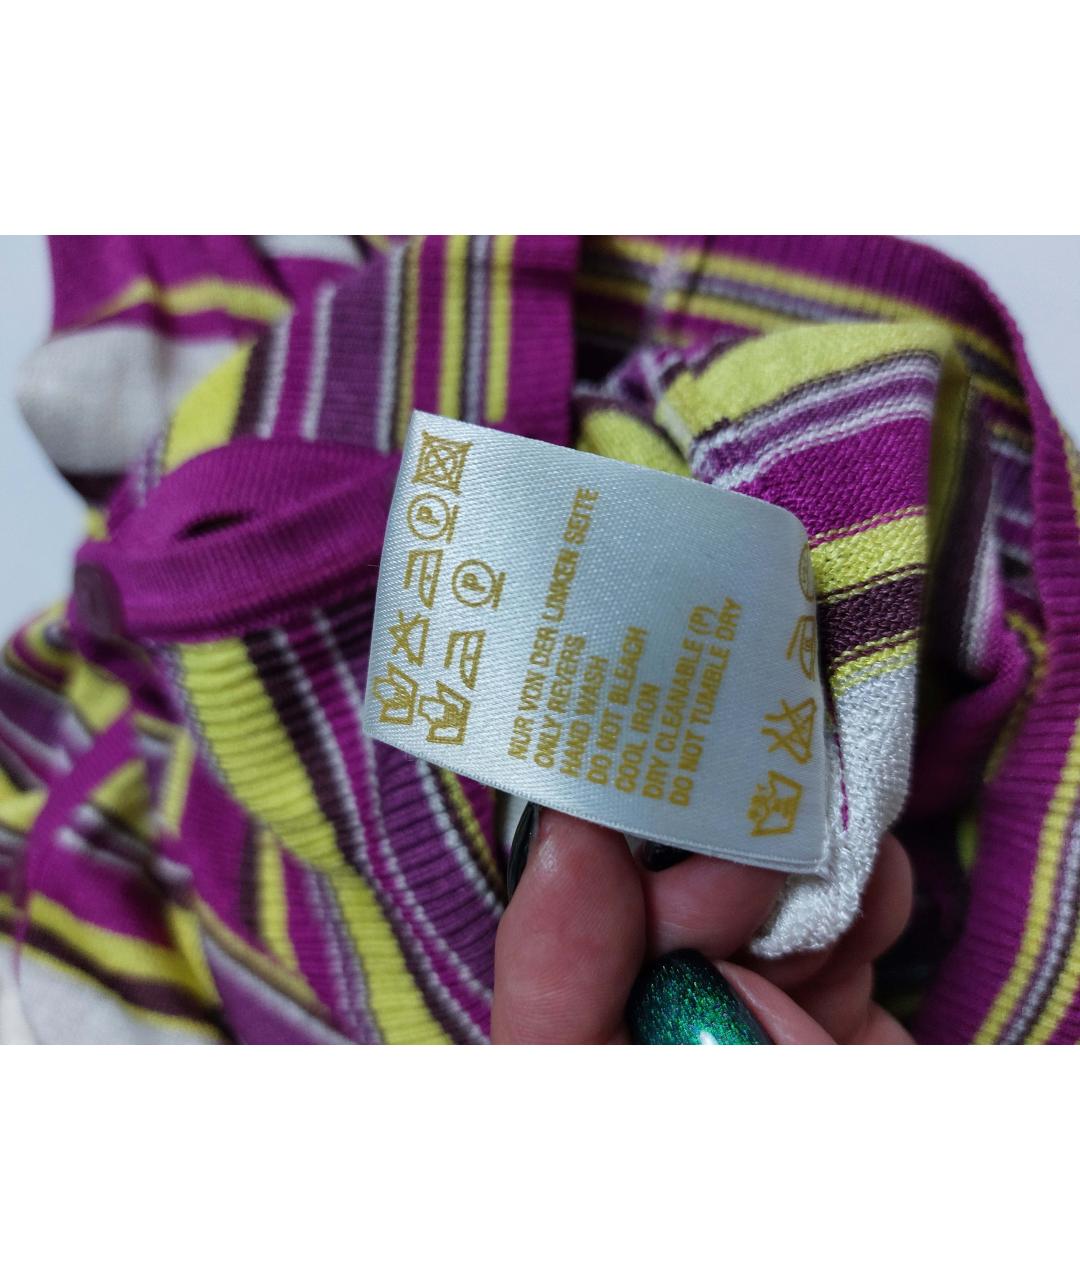 NUR VON DER LINKEN SEITE
ONLY REVERS
HAND WASH
DO NOT BLEACH
COOL IRON
DRY CLEANABLE (P)
DO NOT TUMBLE DRY
P
P